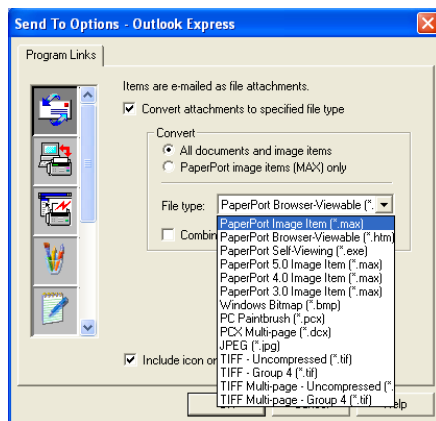 Send To Options - Outlook Express
Program Links
Items are e-mailed as file attachments.
Convert attachments to specified file type
Convert
All documents and image items
PaperPort image items (MAX) only
File type: PaperPort Browser-Viewable (*.
PaperPort Image Item (*.max)
PaperPort Browser-Viewable (*.htm)
PaperPort Self-Viewing (*.exe)
PaperPort 5.0 Image Item (*.max)
PaperPort 4.0 Image Item (*.max)
PaperPort 3.0 Image Item (*.max)
Windows Bitmap (*.bmp)
PC Paintbrush (*.pcx)
PCX Multi-page (*.dcx)
JPEG (*.jpg)
TIFF - Uncompressed (*.tif)
TIFF - Group 4 (*.tif)
TIFF Multi-page - Uncompressed (*.
TIFF Multi-page - Group 4 (*.tif)
Combin
Include icon or